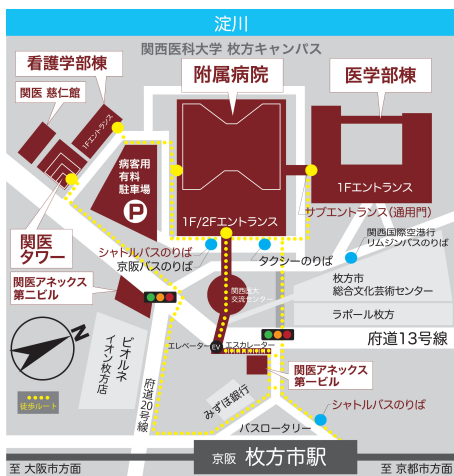 淀川
関西医科大学 枚方キャンパス
看護学部棟
関医 慈仁館
附属病院
医学部棟
1Fエントランス
病客用
有料
駐車場
P
1Fエントランス
1F/2Fエントランス
サブエントランス（通用門）
関医
タワー
シャトルバスのりば
京阪バスのりば
タクシーのりば
関西国際空港行
リムジンバスのりば
関医アネックス
第二ビル
関西医大
交流センター
枚方市
総合文化芸術センター
ラポール枚方
府道13号線
N
エレベーター
EV
エスカレーター
ビオルネ
イオン枚方店
府道20号線
関医アネックス
第一ビル
みずほ銀行
徒歩ルート
シャトルバスのりば
バスロータリー
京阪 枚方市駅
至 大阪市方面
至 京都市方面